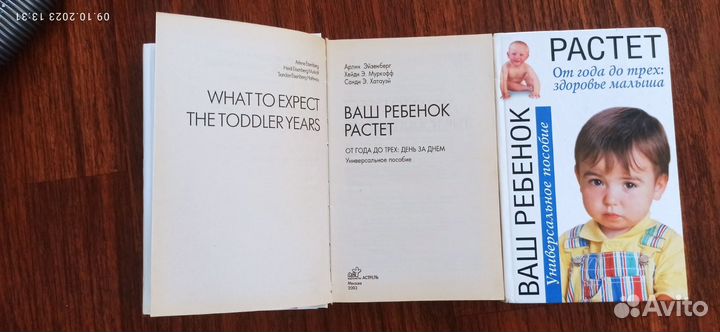 09.10.2023 13:31
Arlene Eisenberg
Heidi Eisenberg Murkoff
Sandee Eisenberg Hathaway
WHAT TO EXPECT
THE TODDLER YEARS
Арлин Эйзенберг
Хейди Э. Муркофф
Санди Э. Хатауэй
ВАШ РЕБЕНОК
РАСТЕТ
ОТ ГОДА ДО ТРЕХ: ДЕНЬ ЗА ДНЕМ
Универсальное пособие
АСТРЕЛЬ
Москва
2003
ВАШ РЕБЕНОК
РАСТЕТ
От года до трех:
здоровье малыша
Универсальное пособие
Avito